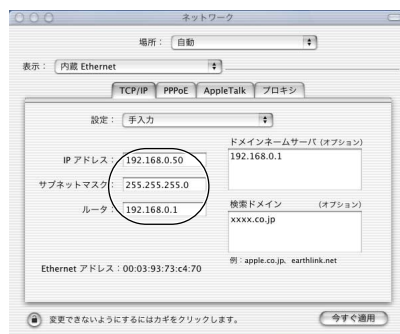 ネットワーク
場所： 自動
表示： 内蔵 Ethernet
TCP/IP PPPoE AppleTalk プロキシ
設定： 手入力
ドメインネームサーバ (オプション)
IP アドレス： 192.168.0.50
192.168.0.1
サブネットマスク： 255.255.255.0
ルータ： 192.168.0.1
検索ドメイン (オプション)
xxxx.co.jp
例：apple.co.jp、earthlink.net
Ethernet アドレス：00:03:93:73:c4:70
変更できないようにするにはカギをクリックします。
今すぐ適用